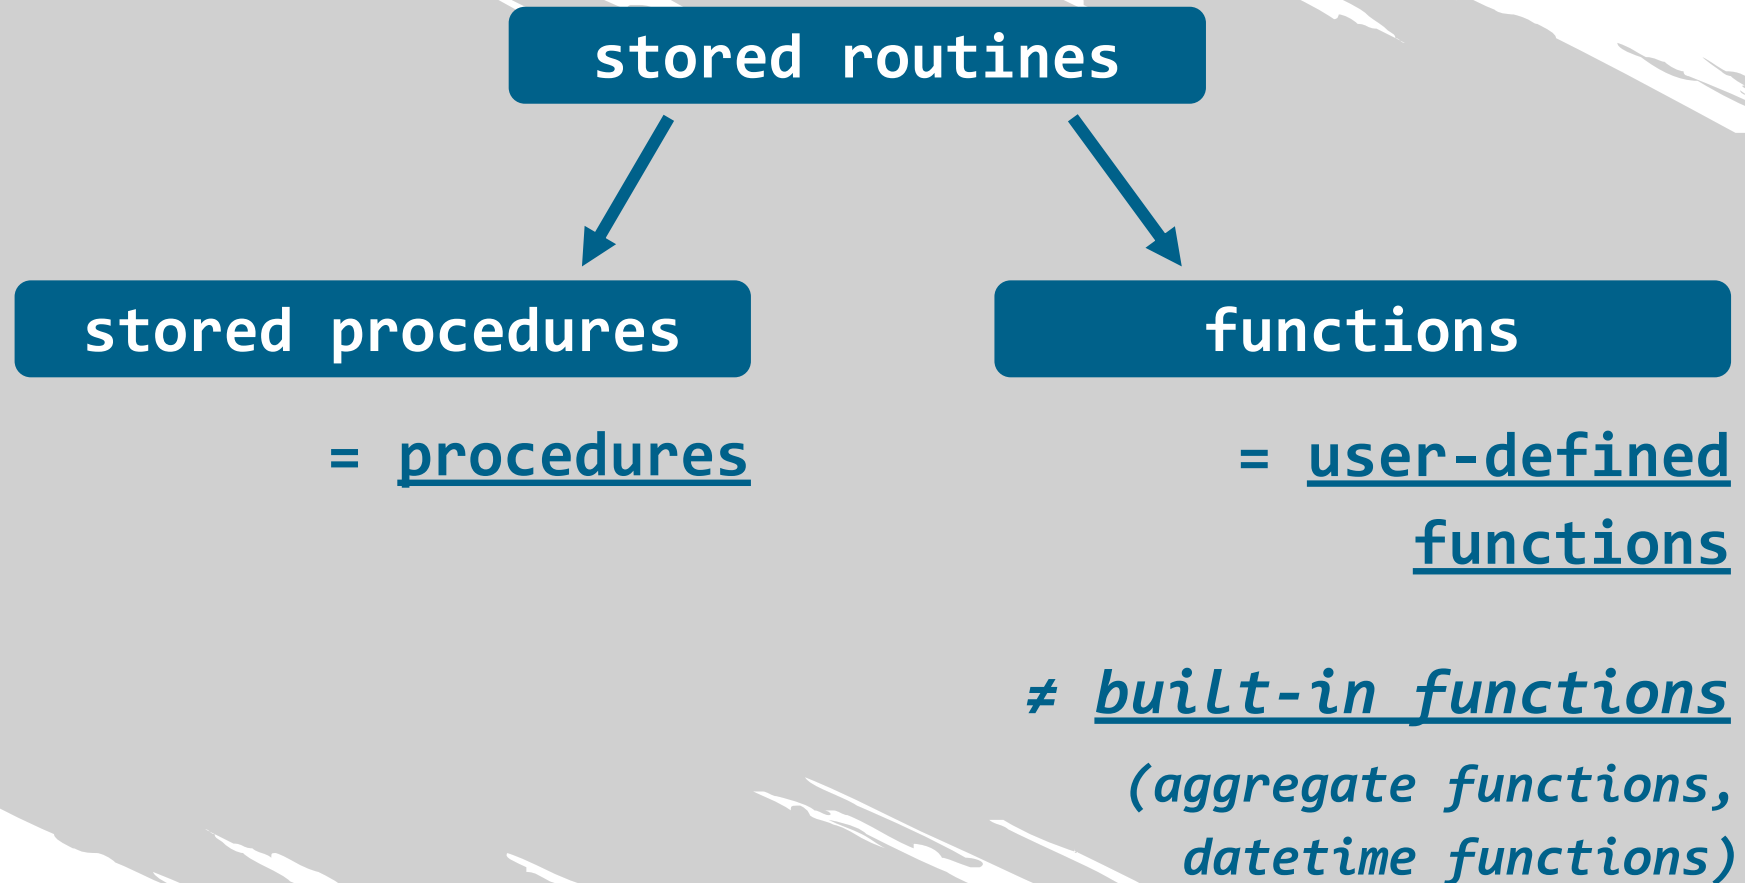 stored routines
stored procedures
functions
= procedures
= user-defined
functions
≠ built-in functions
(aggregate functions,
datetime functions)